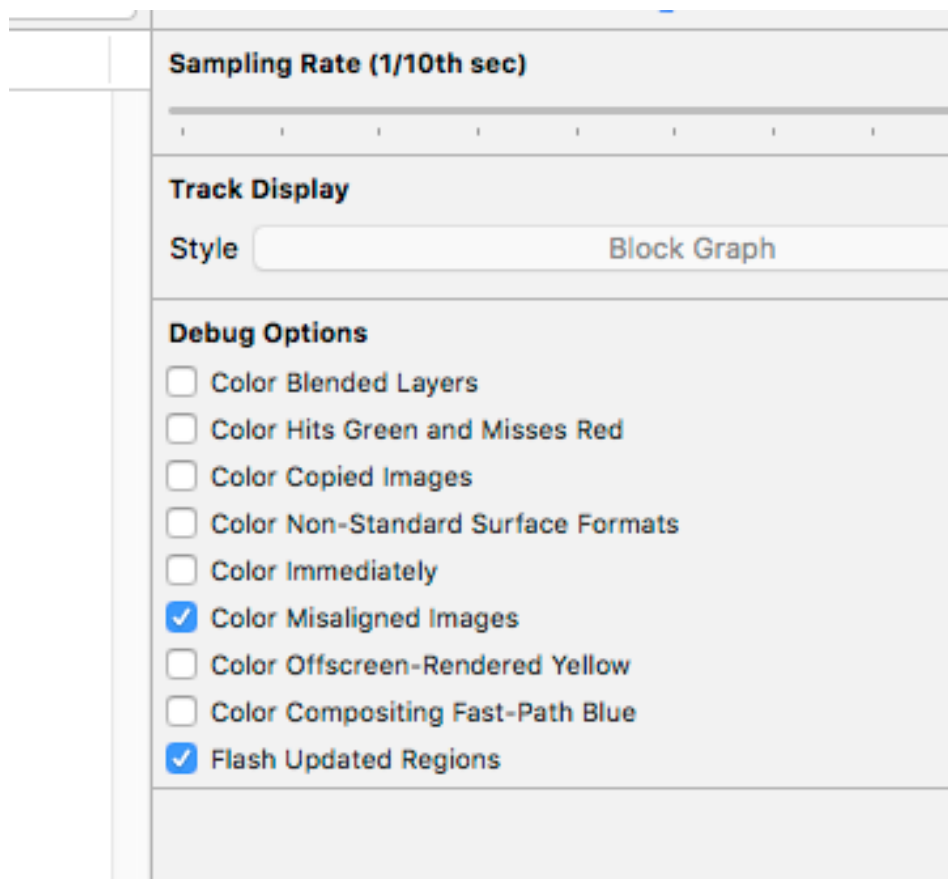 Sampling Rate (1/10th sec)
Track Display
Style Block Graph
Debug Options
Color Blended Layers
Color Hits Green and Misses Red
Color Copied Images
Color Non-Standard Surface Formats
Color Immediately
Color Misaligned Images
Color Offscreen-Rendered Yellow
Color Compositing Fast-Path Blue
Flash Updated Regions